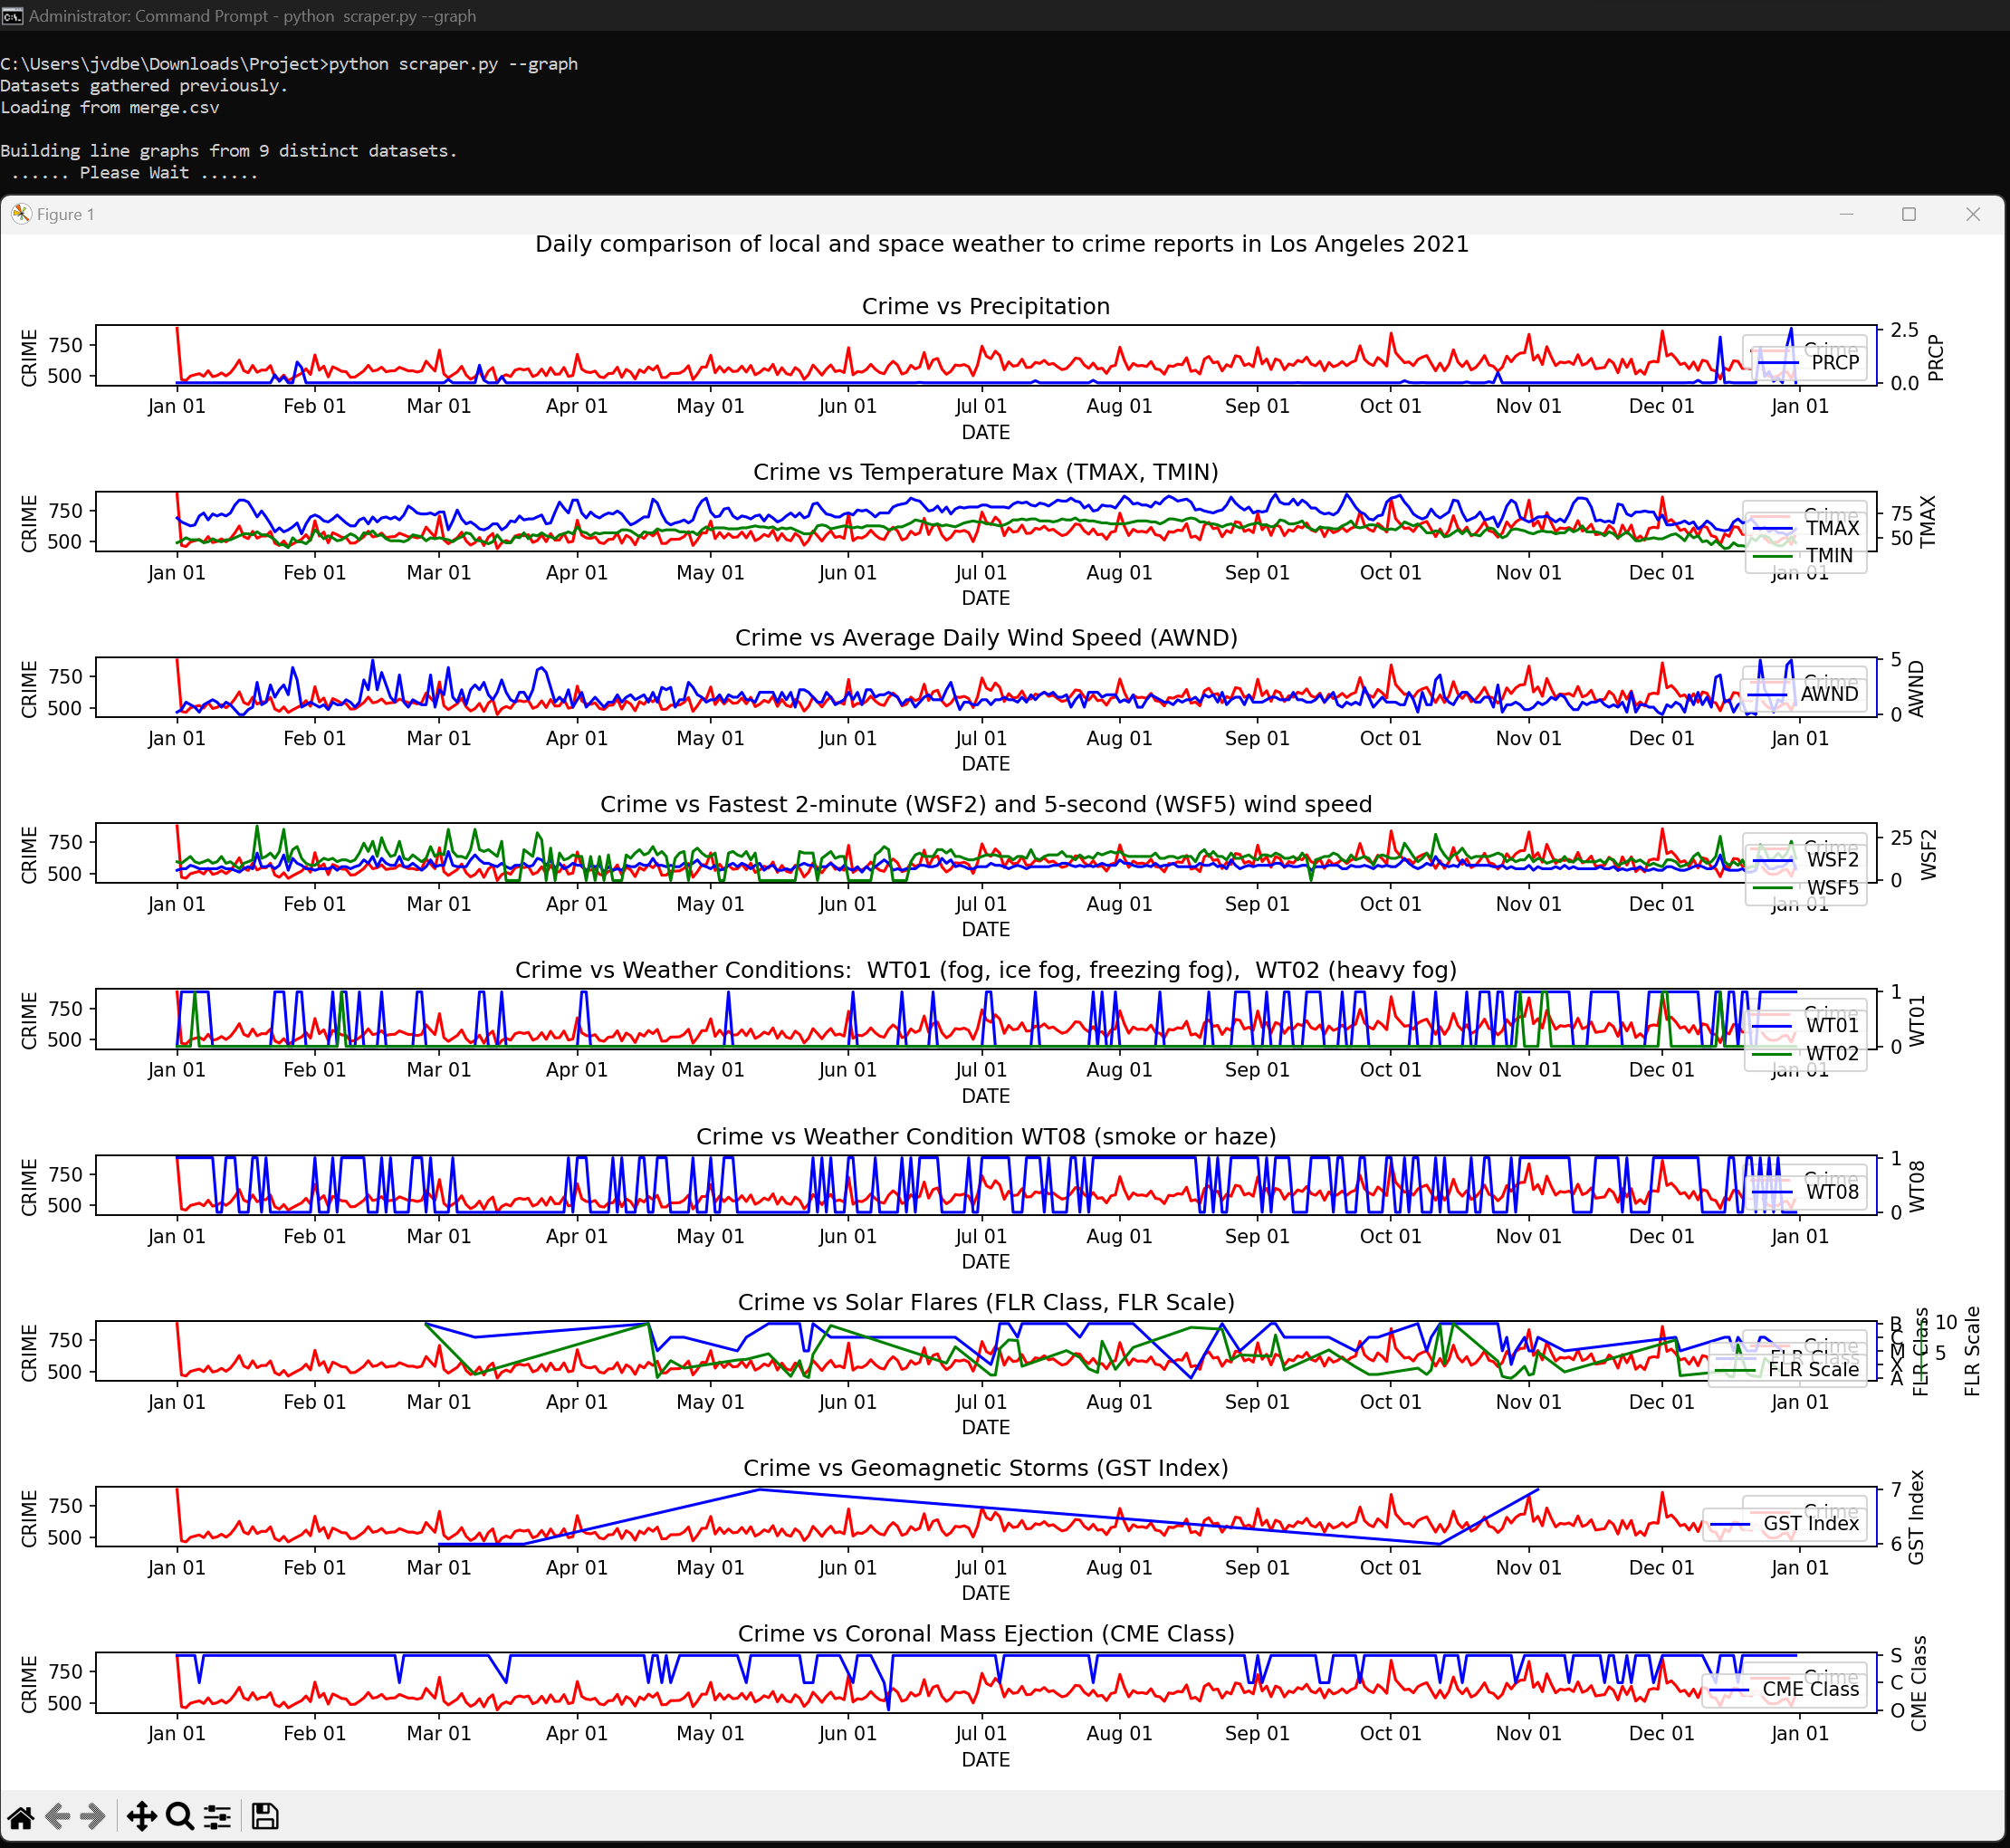 Administrator: Command Prompt - python  scraper.py --graph
C:\Users\jvdbe\Downloads\Project>python scraper.py --graph
Datasets gathered previously.
Loading from merge.csv
Building line graphs from 9 distinct datasets.
 ...... Please Wait ......
Figure 1
Daily comparison of local and space weather to crime reports in Los Angeles 2021
Crime vs Precipitation
CRIME
750
500
2.5
0.0
PRCP
Crime
PRCP
Jan 01 Feb 01 Mar 01 Apr 01 May 01 Jun 01 Jul 01 Aug 01 Sep 01 Oct 01 Nov 01 Dec 01 Jan 01
DATE
Crime vs Temperature Max (TMAX, TMIN)
CRIME
750
500
75
50
TMAX
Crime
TMAX
TMIN
Jan 01 Feb 01 Mar 01 Apr 01 May 01 Jun 01 Jul 01 Aug 01 Sep 01 Oct 01 Nov 01 Dec 01 Jan 01
DATE
Crime vs Average Daily Wind Speed (AWND)
CRIME
750
500
5
0
AWND
Crime
AWND
Jan 01 Feb 01 Mar 01 Apr 01 May 01 Jun 01 Jul 01 Aug 01 Sep 01 Oct 01 Nov 01 Dec 01 Jan 01
DATE
Crime vs Fastest 2-minute (WSF2) and 5-second (WSF5) wind speed
CRIME
750
500
25
0
WSF2
Crime
WSF2
WSF5
Jan 01 Feb 01 Mar 01 Apr 01 May 01 Jun 01 Jul 01 Aug 01 Sep 01 Oct 01 Nov 01 Dec 01 Jan 01
DATE
Crime vs Weather Conditions:  WT01 (fog, ice fog, freezing fog),  WT02 (heavy fog)
CRIME
750
500
1
0
WT01
Crime
WT01
WT02
Jan 01 Feb 01 Mar 01 Apr 01 May 01 Jun 01 Jul 01 Aug 01 Sep 01 Oct 01 Nov 01 Dec 01 Jan 01
DATE
Crime vs Weather Condition WT08 (smoke or haze)
CRIME
750
500
1
0
WT08
Crime
WT08
Jan 01 Feb 01 Mar 01 Apr 01 May 01 Jun 01 Jul 01 Aug 01 Sep 01 Oct 01 Nov 01 Dec 01 Jan 01
DATE
Crime vs Solar Flares (FLR Class, FLR Scale)
CRIME
750
500
B
C
M
X
A
FLR Class
10
5
FLR Scale
Crime
FLR Class
FLR Scale
Jan 01 Feb 01 Mar 01 Apr 01 May 01 Jun 01 Jul 01 Aug 01 Sep 01 Oct 01 Nov 01 Dec 01 Jan 01
DATE
Crime vs Geomagnetic Storms (GST Index)
CRIME
750
500
7
6
GST Index
Crime
GST Index
Jan 01 Feb 01 Mar 01 Apr 01 May 01 Jun 01 Jul 01 Aug 01 Sep 01 Oct 01 Nov 01 Dec 01 Jan 01
DATE
Crime vs Coronal Mass Ejection (CME Class)
CRIME
750
500
S
C
O
CME Class
Crime
CME Class
Jan 01 Feb 01 Mar 01 Apr 01 May 01 Jun 01 Jul 01 Aug 01 Sep 01 Oct 01 Nov 01 Dec 01 Jan 01
DATE